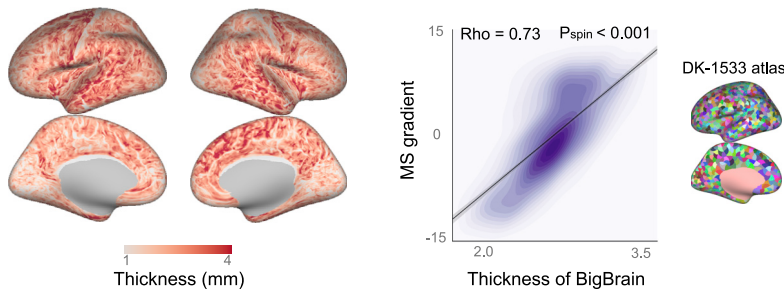 1
4
Thickness (mm)
Rho = 0.73
P spin < 0.001
MS gradient
15
0
-15
2.0
3.5
Thickness of BigBrain
DK-1533 atlas